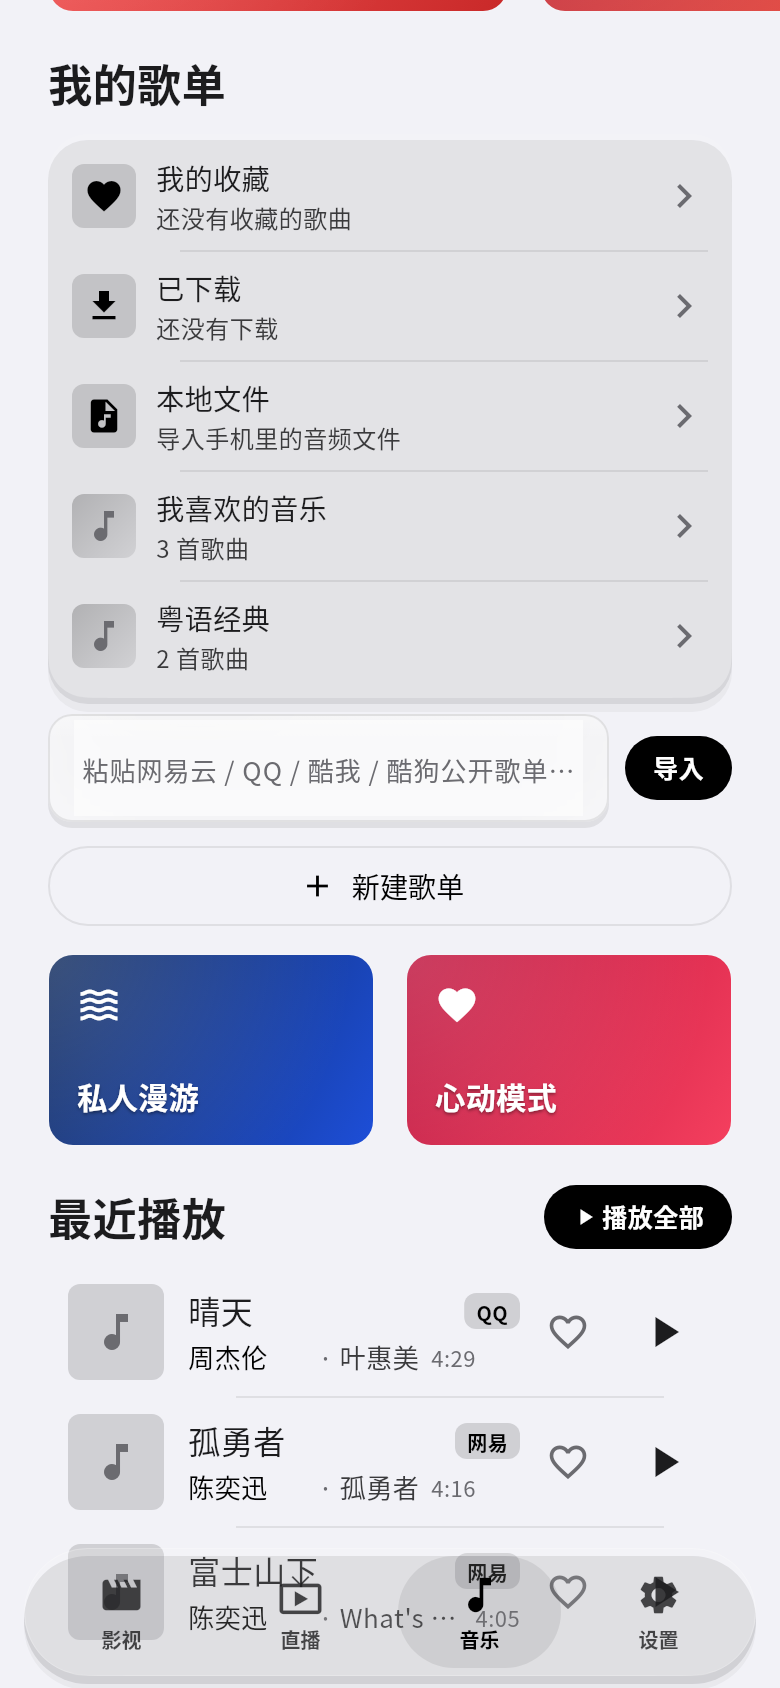 我的歌单
我的收藏
还没有收藏的歌曲
已下载
还没有下载
本地文件
导入手机里的音频文件
我喜欢的音乐
3 首歌曲
粤语经典
2 首歌曲
粘贴网易云 / QQ / 酷我 / 酷狗公开歌单…
导入
新建歌单
私人漫游
心动模式
最近播放
播放全部
晴天 QQ
周杰伦 · 叶惠美 4:29
孤勇者 网易
陈奕迅 · 孤勇者 4:16
富士山下 网易
陈奕迅 · What's … 4:05
影视 直播 音乐 设置